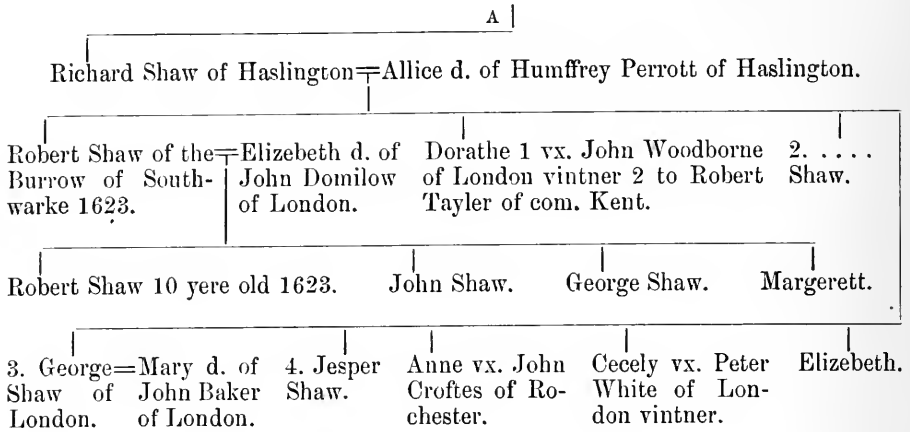 A
Richard Shaw of Haslington=Allice d. of Humffrey Perrott of Haslington.
Robert Shaw of the
Burrow of South-
warke 1623.
=Elizebeth d. of
John Domilow
of London.
Dorathe 1 vx. John Woodborne
of London vintner 2 to Robert
Tayler of com. Kent.
2. . . . .
Shaw.
Robert Shaw 10 yere old 1623.
John Shaw.
George Shaw.
Margerett.
3. George=
Shaw of
London.
Mary d. of
John Baker
of London.
4. Jesper
Shaw.
Anne vx. John
Croftes of Ro-
chester.
Cecely vx. Peter
White of Lon-
don vintner.
Elizabeth.